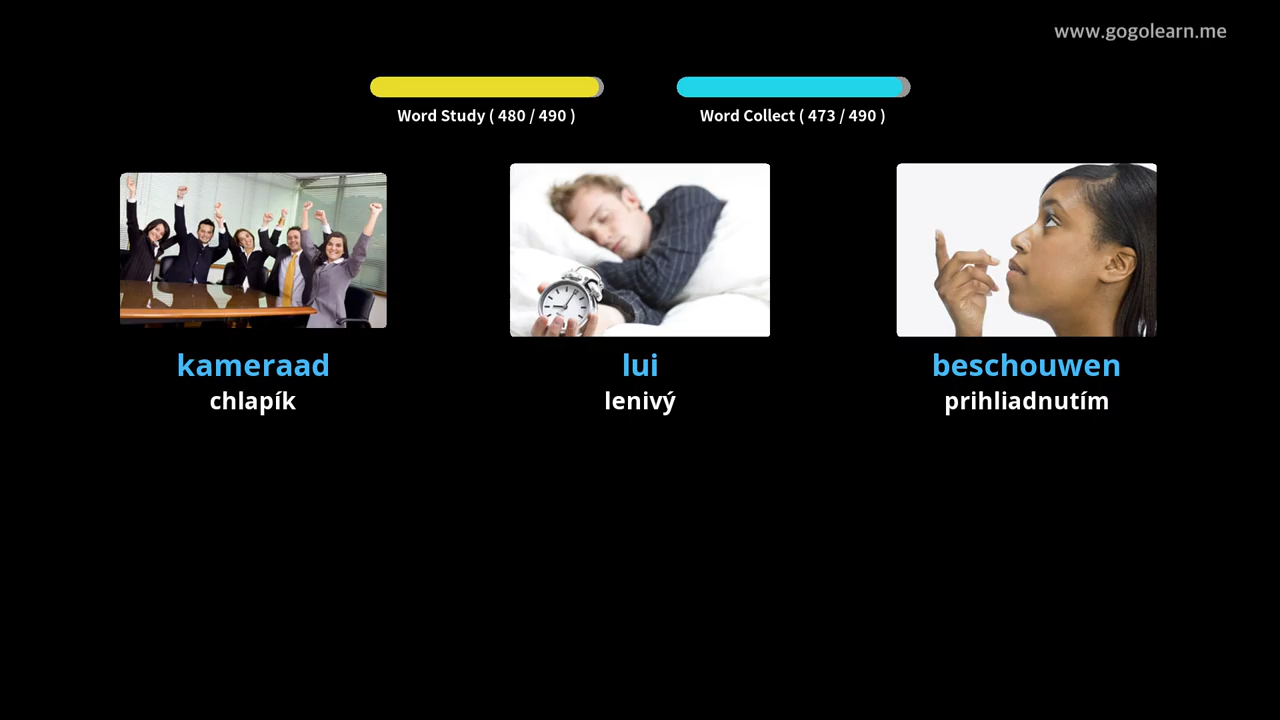 www.gogolearn.me
Word Study ( 480 / 490 )
Word Collect ( 473 / 490 )
kameraad
chlapík
lui
lenivý
beschouwen
prihliadnutím